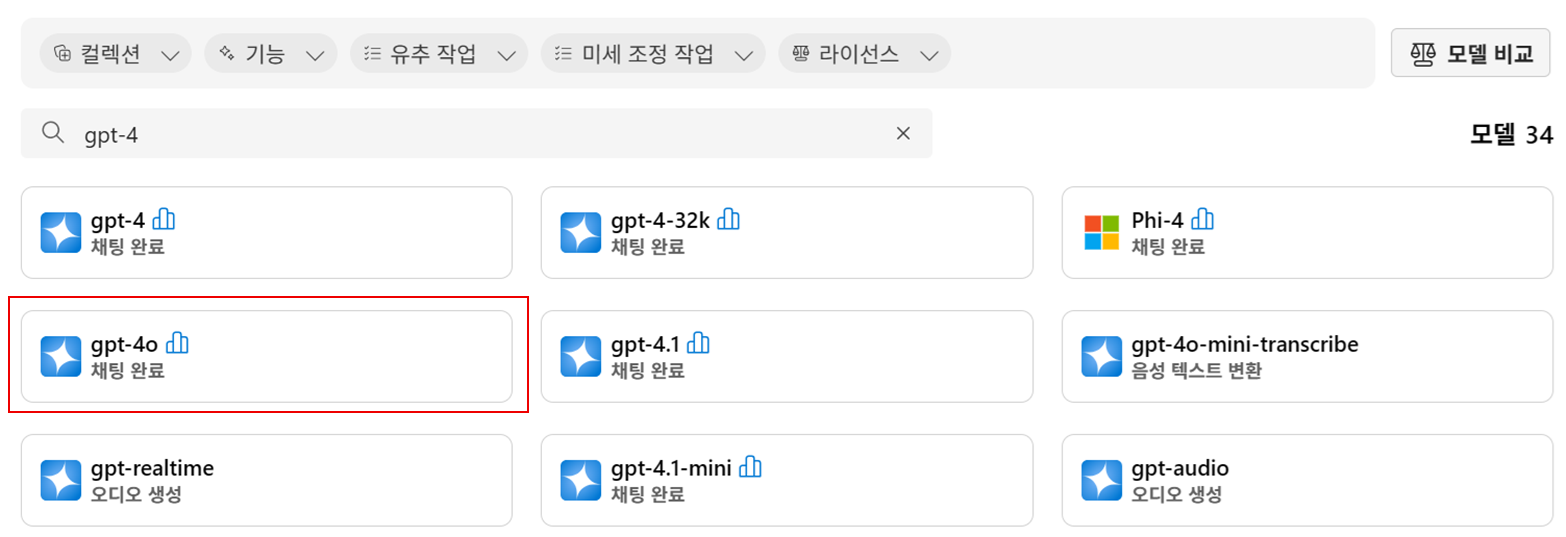 컬렉션 기능 유추 작업 미세 조정 작업 라이선스 모델 비교
gpt-4 모델 34
gpt-4 gpt-4-32k Phi-4
채팅 완료 채팅 완료 채팅 완료
gpt-4o gpt-4.1 gpt-4o-mini-transcribe
채팅 완료 채팅 완료 음성 텍스트 변환
gpt-realtime gpt-4.1-mini gpt-audio
오디오 생성 채팅 완료 오디오 생성